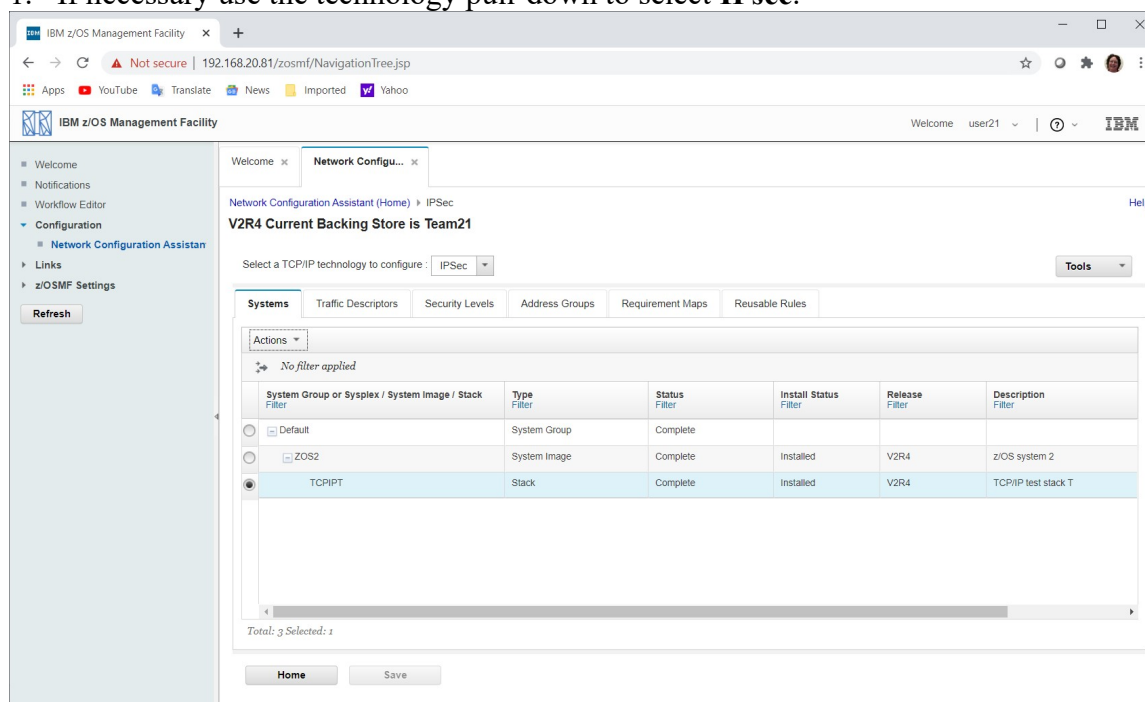 1. If necessary use the technology pull-down to select IPsec.
IBM z/OS Management Facility
Not secure | 192.168.20.81/zosmf/NavigationTree.jsp
Apps YouTube Translate News Imported Yahoo
IBM z/OS Management Facility Welcome user21 IBM
Welcome
Notifications
Workflow Editor
Configuration
Network Configuration Assistan
Links
z/OSMF Settings
Refresh
Welcome Network Configu...
Network Configuration Assistant (Home) IPSec Hel
V2R4 Current Backing Store is Team21
Select a TCP/IP technology to configure : IPSec Tools
Systems Traffic Descriptors Security Levels Address Groups Requirement Maps Reusable Rules
Actions
No filter applied
System Group or Sysplex / System Image / Stack Type Status Install Status Release Description
Filter Filter Filter Filter Filter Filter
Default System Group Complete
ZOS2 System Image Complete Installed V2R4 z/OS system 2
TCPIPT Stack Complete Installed V2R4 TCP/IP test stack T
Total: 3 Selected: 1
Home Save